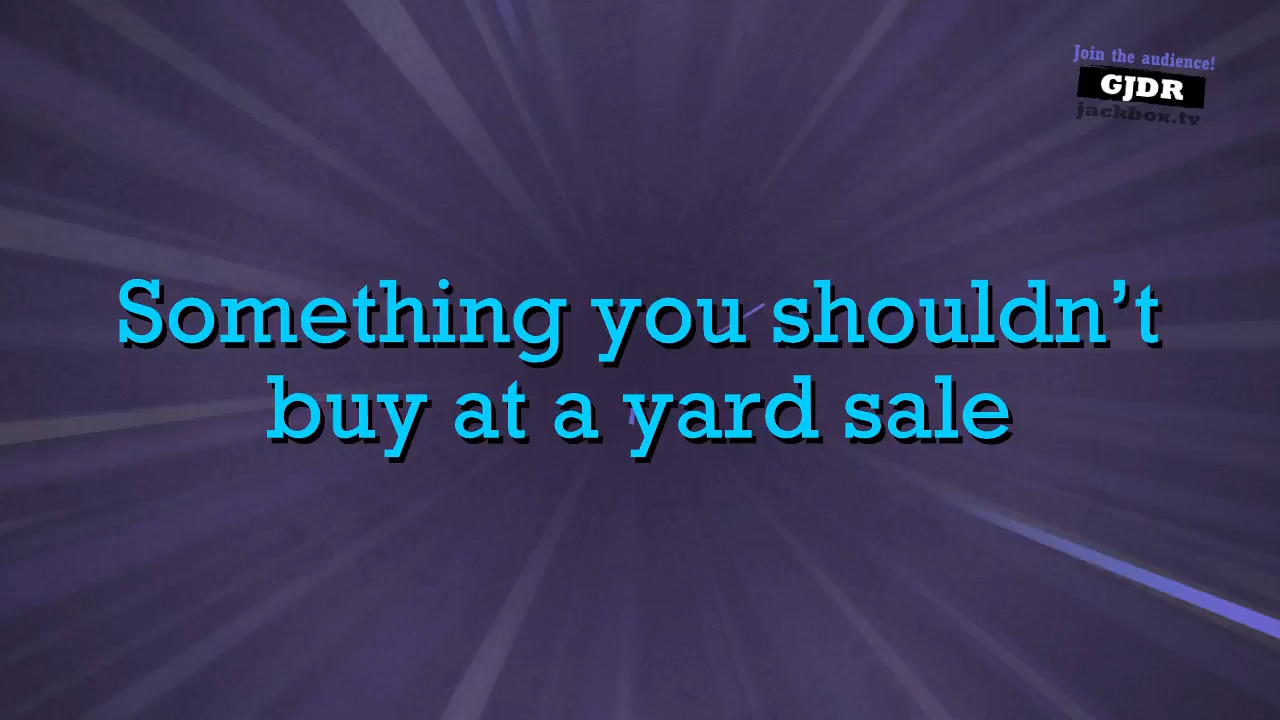 Join the audience!
GJDR
jackbox.tv
Something you shouldn’t
buy at a yard sale